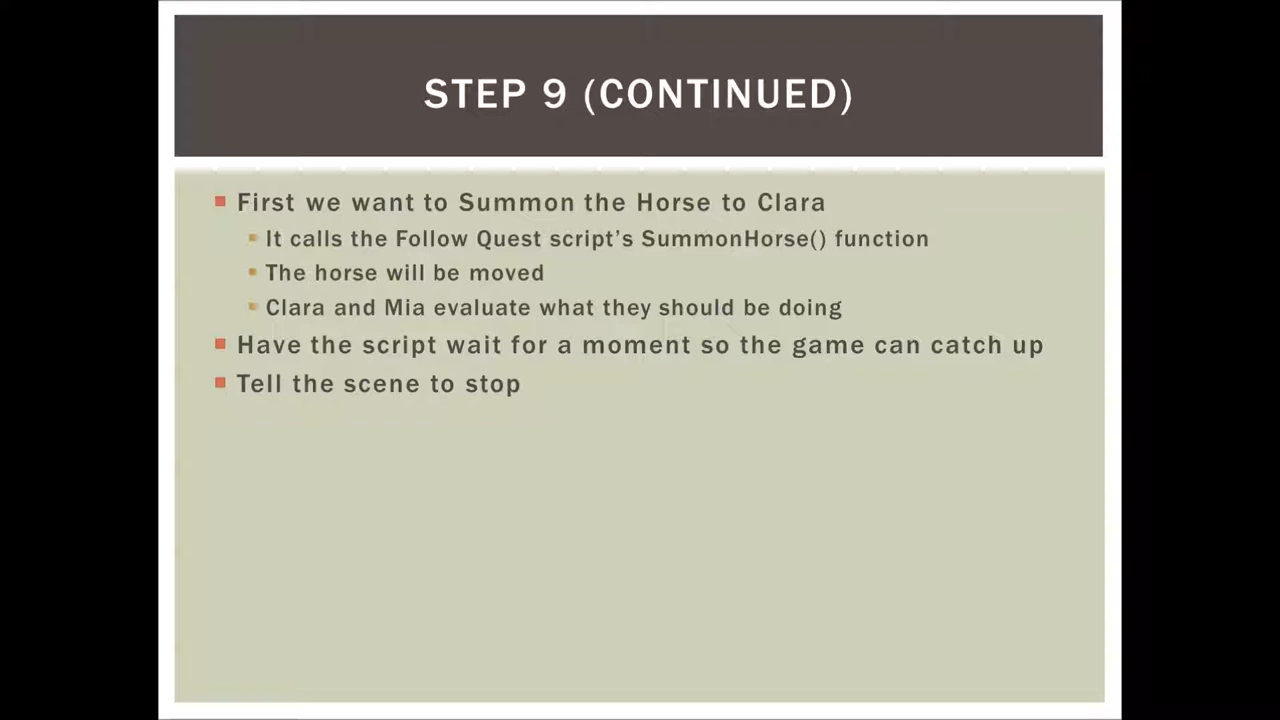 STEP 9 (CONTINUED)
First we want to Summon the Horse to Clara
It calls the Follow Quest script's SummonHorse() function
The horse will be moved
Clara and Mia evaluate what they should be doing
Have the script wait for a moment so the game can catch up
Tell the scene to stop